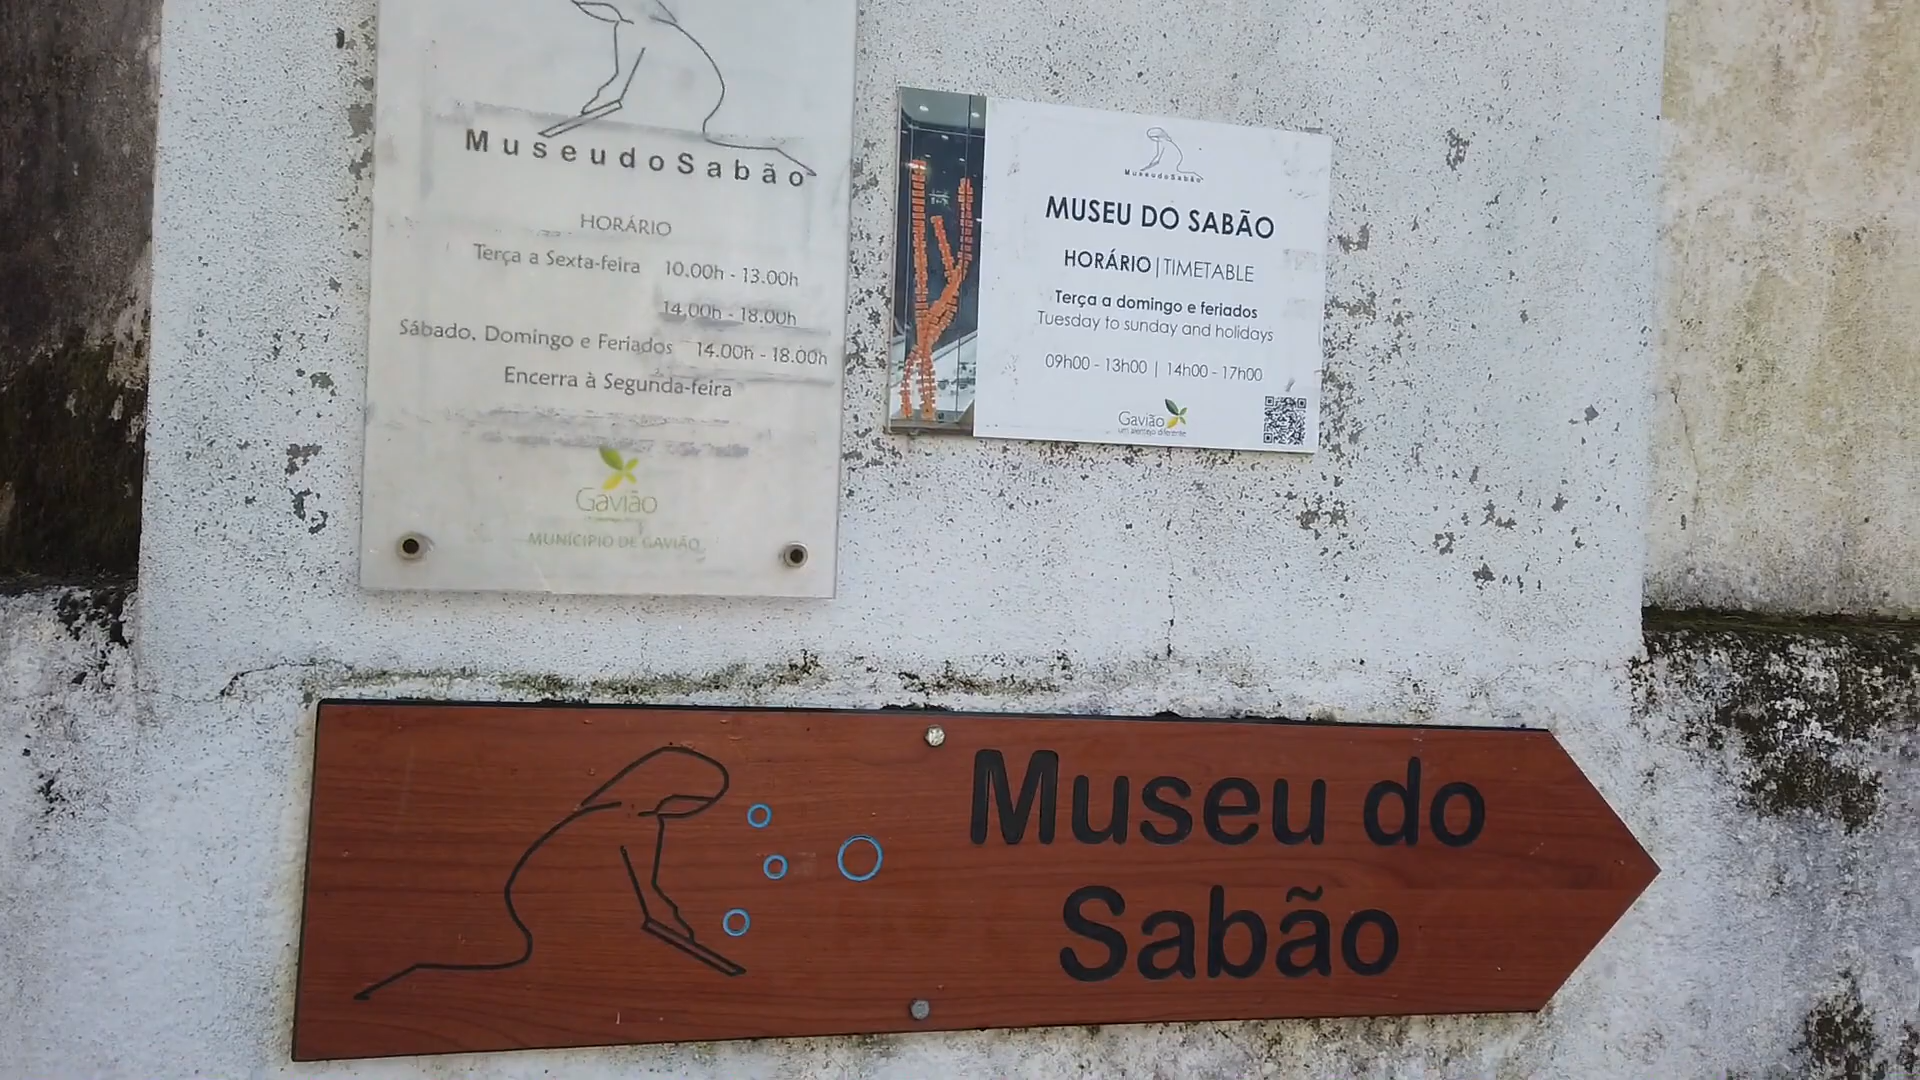 MuseudoSabão
HORÁRIO
Terça a Sexta-feira 10.00h - 13.00h
14.00h - 18.00h
Sábado, Domingo e Feriados 14.00h - 18.00h
Encerra à Segunda-feira
Gavião
MUNICÍPIO DE GAVIÃO
MuseudoSabão
MUSEU DO SABÃO
HORÁRIO|TIMETABLE
Terça a domingo e feriados
Tuesday to sunday and holidays
09h00 - 13h00 | 14h00 - 17h00
Gavião
um alentejo diferente
Museu do
Sabão